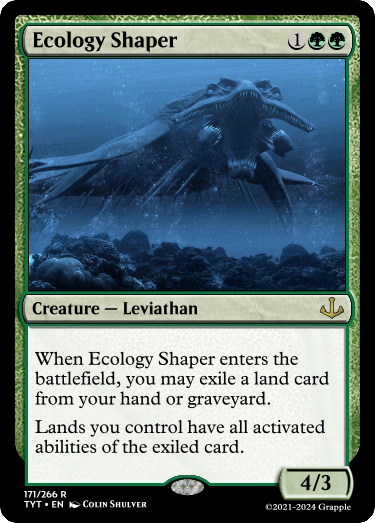 Ecology Shaper 1
Creature — Leviathan
When Ecology Shaper enters the
battlefield, you may exile a land card
from your hand or graveyard.
Lands you control have all activated
abilities of the exiled card.
4/3
171/266 R
TYT • EN Colin Shulver
©2021-2024 Grapple